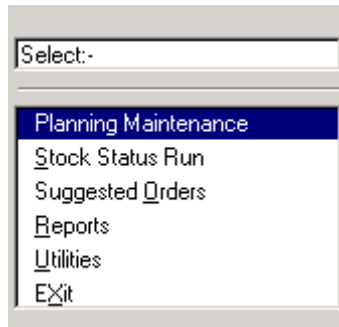 Select:-
Planning Maintenance
Stock Status Run
Suggested Orders
Reports
Utilities
EXit